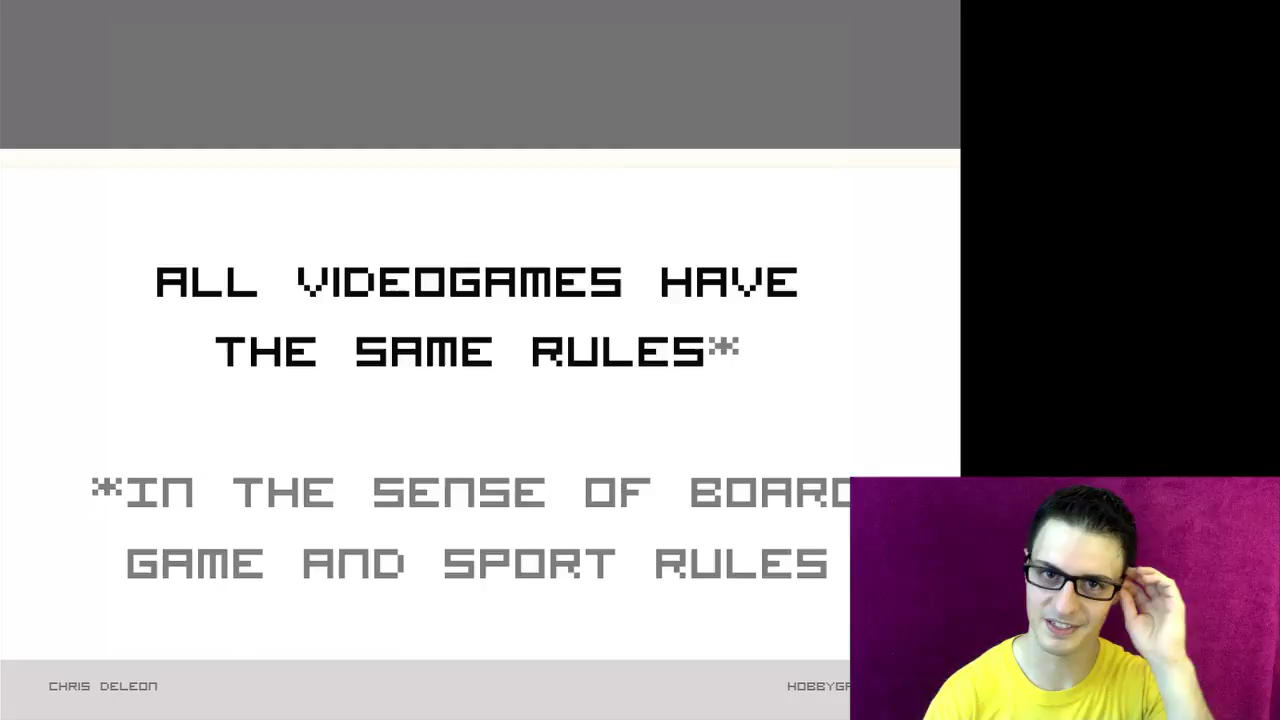 ALL VIDEOGAMES HAVE
THE SAME RULES*
*IN THE SENSE OF BOARD
GAME AND SPORT RULES
CHRIS DELEON